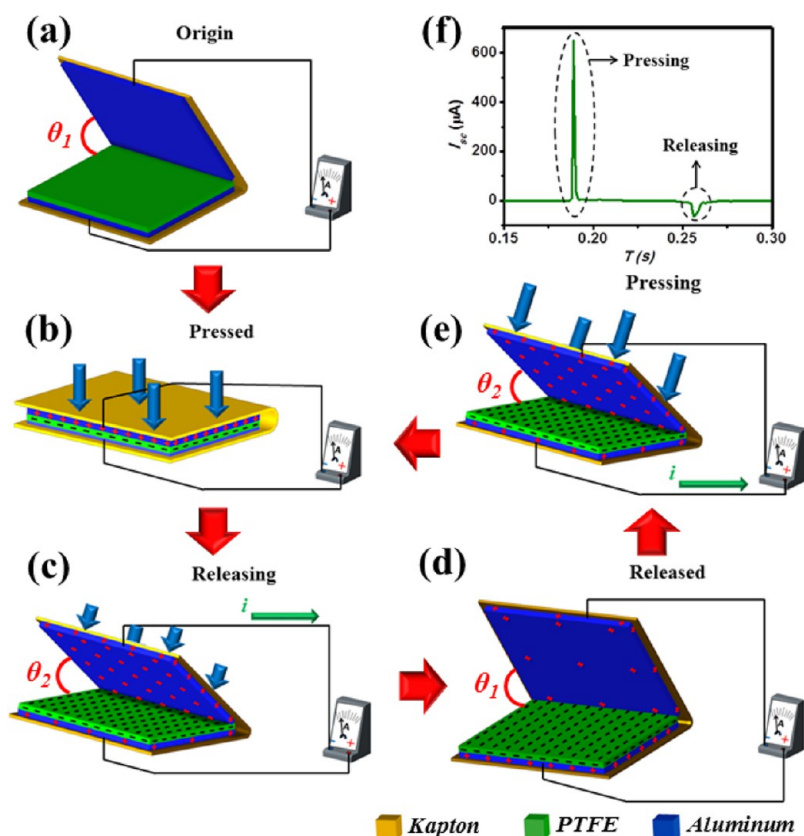 (a)
Origin
θ1
A
- +
(f)
600
400
200
0
Isc (μA)
Pressing
Releasing
0.15 0.20 0.25 0.30
T (s)
(b)
Pressed
A
- +
Pressing
(e)
θ2
A
- +
i
(c)
Releasing
i
θ2
A
- +
(d)
Released
θ1
A
- +
Kapton PTFE Aluminum